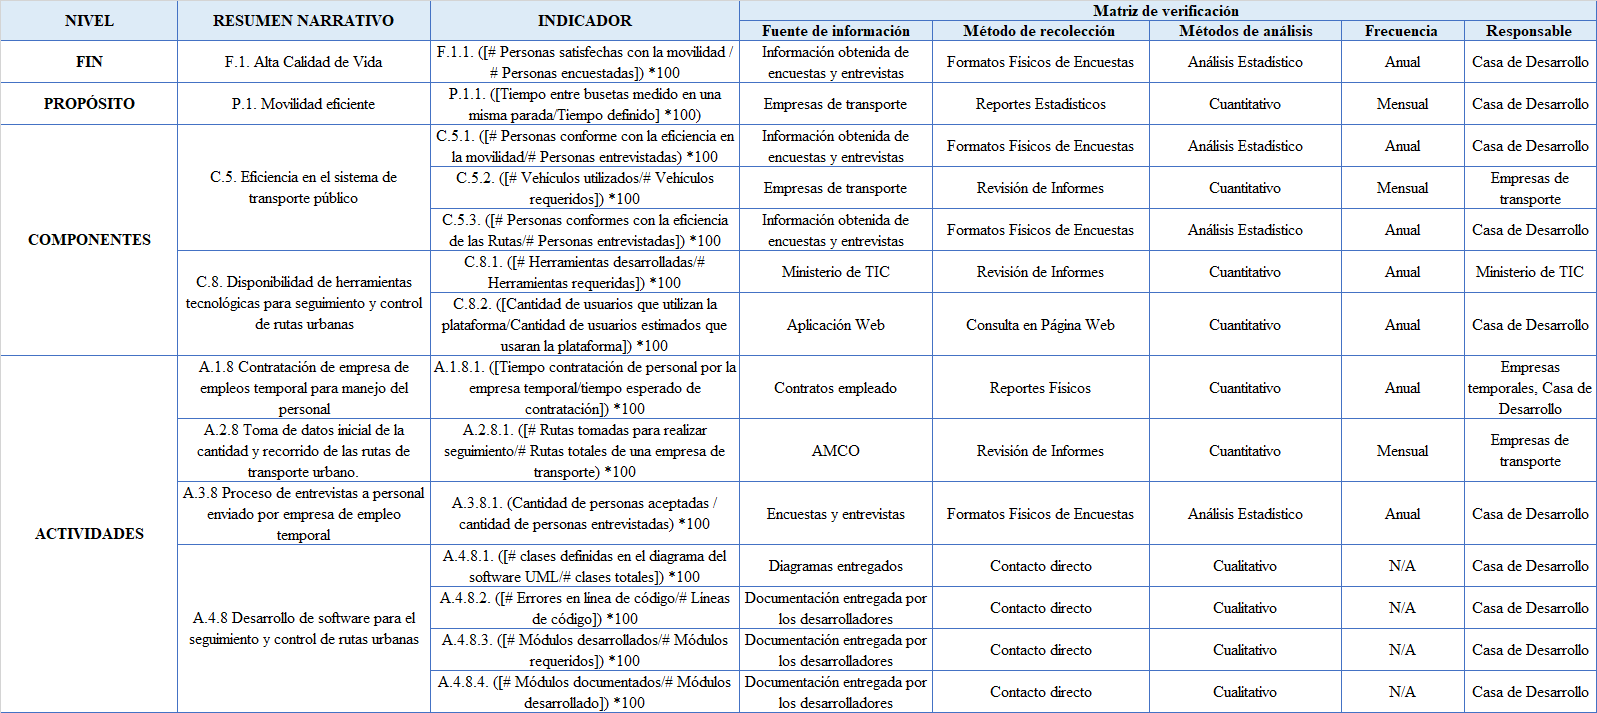 NIVEL RESUMEN NARRATIVO INDICADOR Matriz de verificación
Fuente de información Método de recolección Métodos de análisis Frecuencia Responsable
FIN
F.1. Alta Calidad de Vida
F.1.1. ([# Personas satisfechas con la movilidad /
# Personas encuestadas]) *100
Información obtenida de
encuestas y entrevistas
Formatos Físicos de Encuestas
Análisis Estadístico
Anual
Casa de Desarrollo
PROPÓSITO
P.1. Movilidad eficiente
P.1.1. ([Tiempo entre busetas medido en una
misma parada/Tiempo definido] *100)
Empresas de transporte
Reportes Estadísticos
Cuantitativo
Mensual
Casa de Desarrollo
COMPONENTES
C.5. Eficiencia en el sistema de
transporte público
C.5.1. ([# Personas conforme con la eficiencia en
la movilidad/# Personas entrevistadas) *100
Información obtenida de
encuestas y entrevistas
Formatos Físicos de Encuestas
Análisis Estadístico
Anual
Casa de Desarrollo
C.5.2. ([# Vehículos utilizados/# Vehículos
requeridos]) *100
Empresas de transporte
Revisión de Informes
Cuantitativo
Mensual
Empresas de
transporte
C.5.3. ([# Personas conformes con la eficiencia
de las Rutas/# Personas entrevistadas]) *100
Información obtenida de
encuestas y entrevistas
Formatos Físicos de Encuestas
Análisis Estadístico
Anual
Casa de Desarrollo
C.8. Disponibilidad de herramientas
tecnológicas para seguimiento y control
de rutas urbanas
C.8.1. ([# Herramientas desarrolladas/#
Herramientas requeridas]) *100
Ministerio de TIC
Revisión de Informes
Cuantitativo
Anual
Ministerio de TIC
C.8.2. ([Cantidad de usuarios que utilizan la
plataforma/Cantidad de usuarios estimados que
usaran la plataforma]) *100
Aplicación Web
Consulta en Página Web
Cuantitativo
Anual
Casa de Desarrollo
ACTIVIDADES
A.1.8 Contratación de empresa de
empleos temporal para manejo del
personal
A.1.8.1. ([Tiempo contratación de personal por la
empresa temporal/tiempo esperado de
contratación]) *100
Contratos empleado
Reportes Físicos
Cuantitativo
Anual
Empresas
temporales, Casa de
Desarrollo
A.2.8 Toma de datos inicial de la
cantidad y recorrido de las rutas de
transporte urbano.
A.2.8.1. ([# Rutas tomadas para realizar
seguimiento/# Rutas totales de una empresa de
transporte) *100
AMCO
Revisión de Informes
Cuantitativo
Mensual
Empresas de
transporte
A.3.8 Proceso de entrevistas a personal
enviado por empresa de empleo
temporal
A.3.8.1. (Cantidad de personas aceptadas /
cantidad de personas entrevistadas) *100
Encuestas y entrevistas
Formatos Físicos de Encuestas
Análisis Estadístico
Anual
Casa de Desarrollo
A.4.8 Desarrollo de software para el
seguimiento y control de rutas urbanas
A.4.8.1. ([# clases definidas en el diagrama del
software UML/# clases totales]) *100
Diagramas entregados
Contacto directo
Cualitativo
N/A
Casa de Desarrollo
A.4.8.2. ([# Errores en línea de código/# Líneas
de código]) *100
Documentación entregada por
los desarrolladores
Contacto directo
Cualitativo
N/A
Casa de Desarrollo
A.4.8.3. ([# Módulos desarrollados/# Módulos
requeridos]) *100
Documentación entregada por
los desarrolladores
Contacto directo
Cualitativo
N/A
Casa de Desarrollo
A.4.8.4. ([# Módulos documentados/# Módulos
desarrollado]) *100
Documentación entregada por
los desarrolladores
Contacto directo
Cualitativo
N/A
Casa de Desarrollo